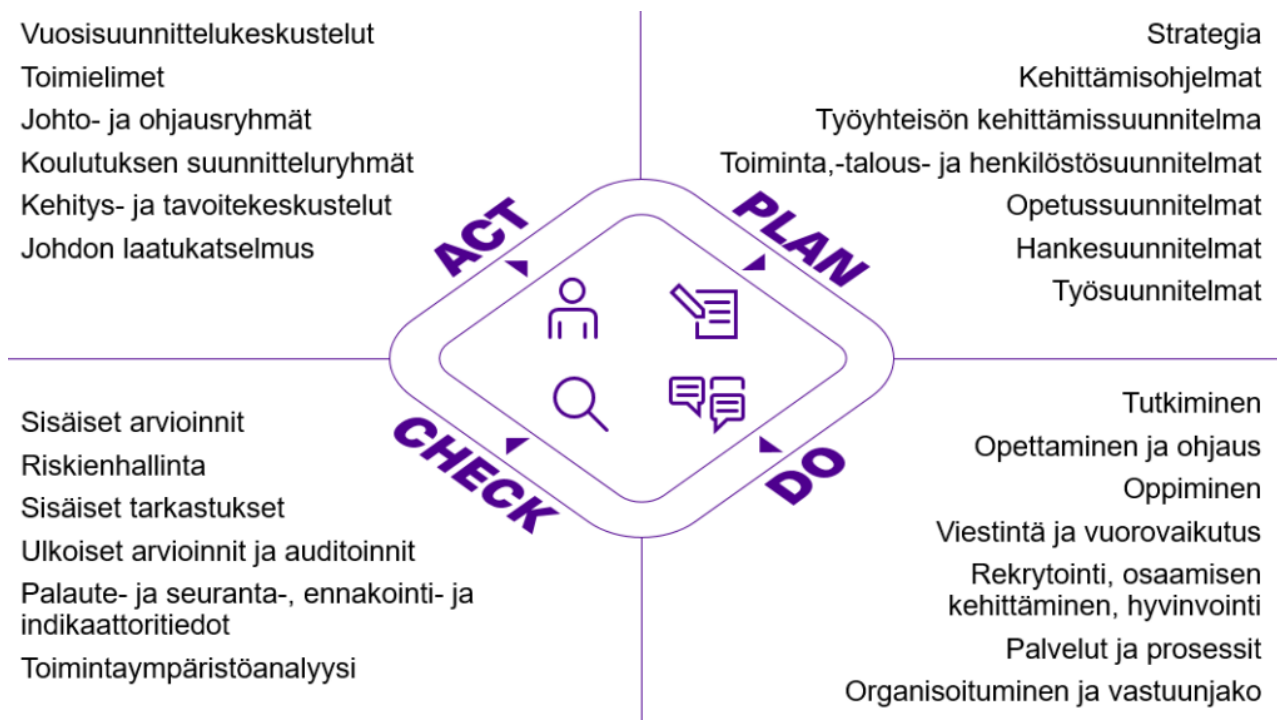 Vuosisuunnittelukeskustelut
Toimielimet
Johto- ja ohjausryhmät
Koulutuksen suunnitteluryhmät
Kehitys- ja tavoitekeskustelut
Johdon laatukatselmus
ACT
Strategia
Kehittämisohjelmat
Työyhteisön kehittämissuunnitelma
Toiminta,-talous- ja henkilöstösuunnitelmat
Opetussuunnitelmat
Hankesuunnitelmat
Työsuunnitelmat
PLAN
Sisäiset arvioinnit
Riskienhallinta
Sisäiset tarkastukset
Ulkoiset arvioinnit ja auditoinnit
Palaute- ja seuranta-, ennakointi- ja
indikaattoritiedot
Toimintaympäristöanalyysi
CHECK
Tutkiminen
Opettaminen ja ohjaus
Oppiminen
Viestintä ja vuorovaikutus
Rekrytointi, osaamisen
kehittäminen, hyvinvointi
Palvelut ja prosessit
Organisoituminen ja vastuunjako
DO